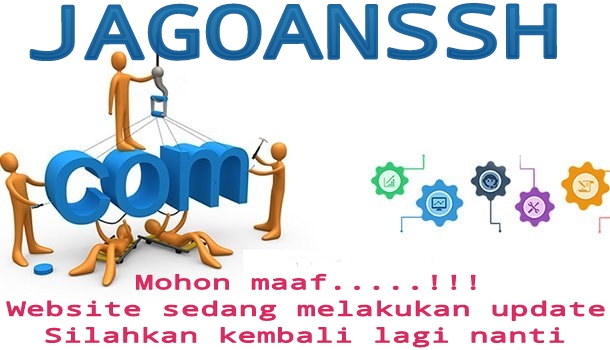 JAGOANSSH
com
Mohon maaf.....!!!
Website sedang melakukan update
Silahkan kembali lagi nanti